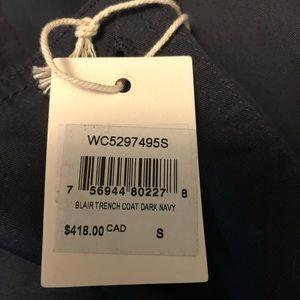 WC5297495S
7 56944 80227 8
BLAIR TRENCH COAT DARK NAVY
$418.00 CAD S